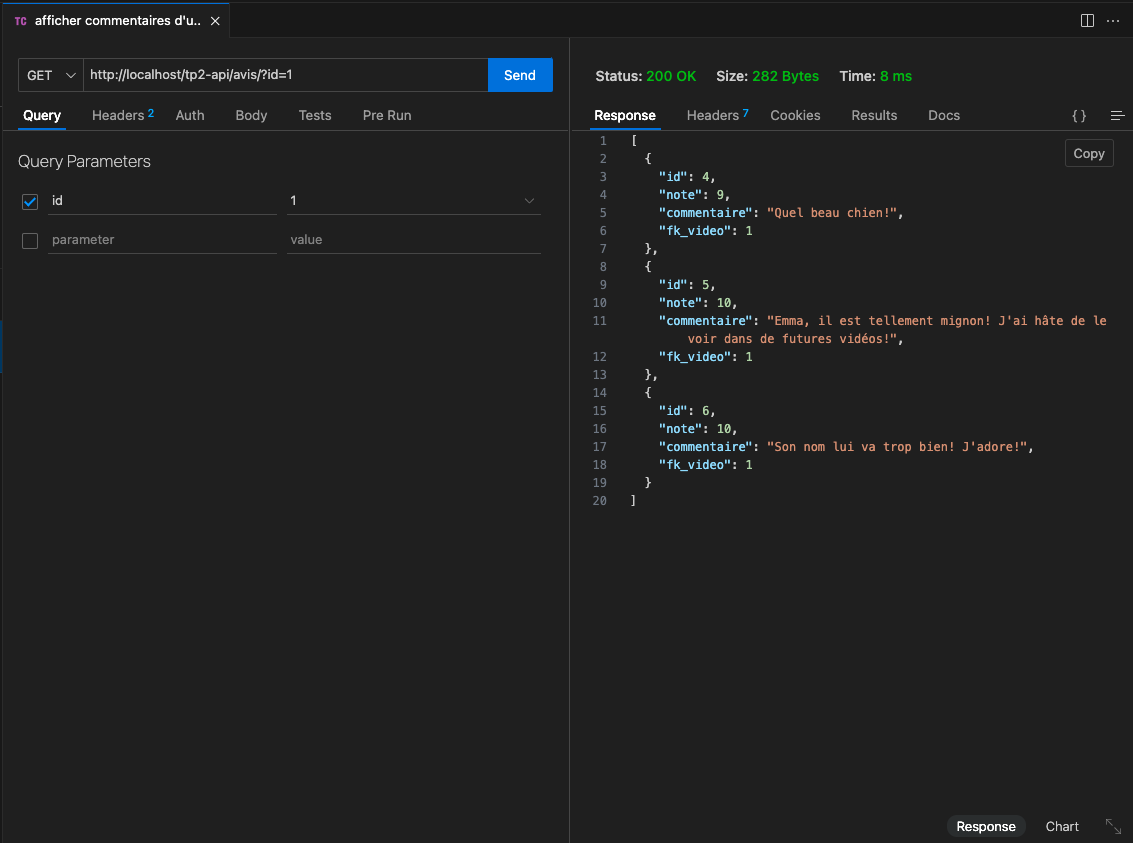 TC afficher commentaires d'u..
GET http://localhost/tp2-api/avis/?id=1 Send
Query Headers 2 Auth Body Tests Pre Run
Query Parameters
id 1
parameter value
Status: 200 OK Size: 282 Bytes Time: 8 ms
Response Headers 7 Cookies Results Docs {}
Copy
1 [
2 {
3 "id": 4,
4 "note": 9,
5 "commentaire": "Quel beau chien!",
6 "fk_video": 1
7 },
8 {
9 "id": 5,
10 "note": 10,
11 "commentaire": "Emma, il est tellement mignon! J'ai hâte de le
voir dans de futures vidéos!",
12 "fk_video": 1
13 },
14 {
15 "id": 6,
16 "note": 10,
17 "commentaire": "Son nom lui va trop bien! J'adore!",
18 "fk_video": 1
19 }
20 ]
Response Chart